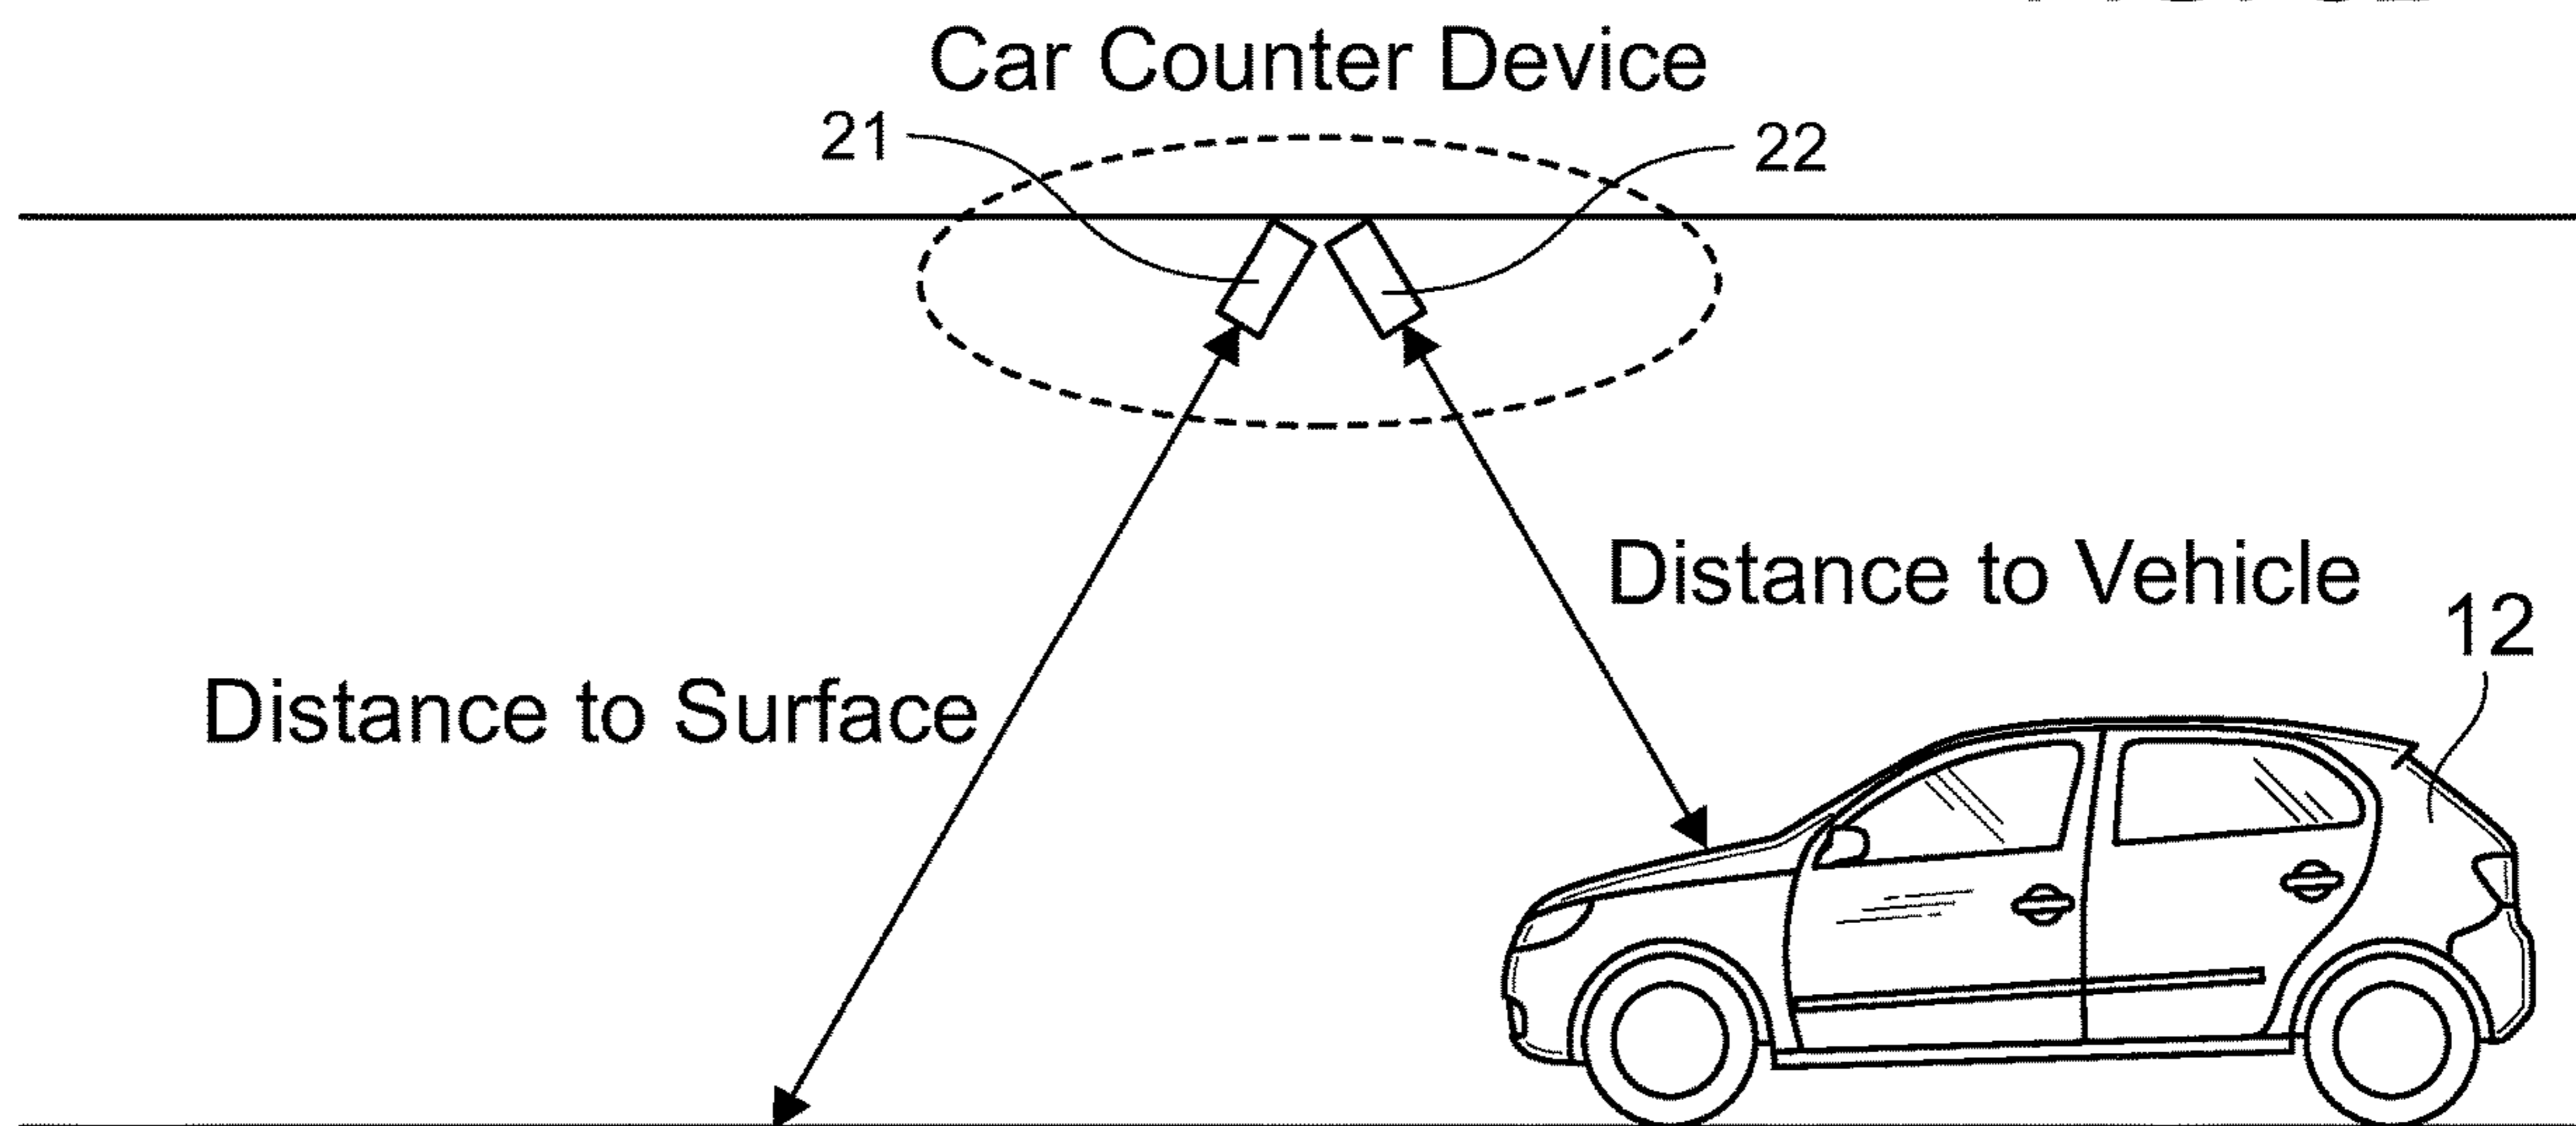 Car Counter Device
21
22
Distance to Vehicle
12
Distance to Surface